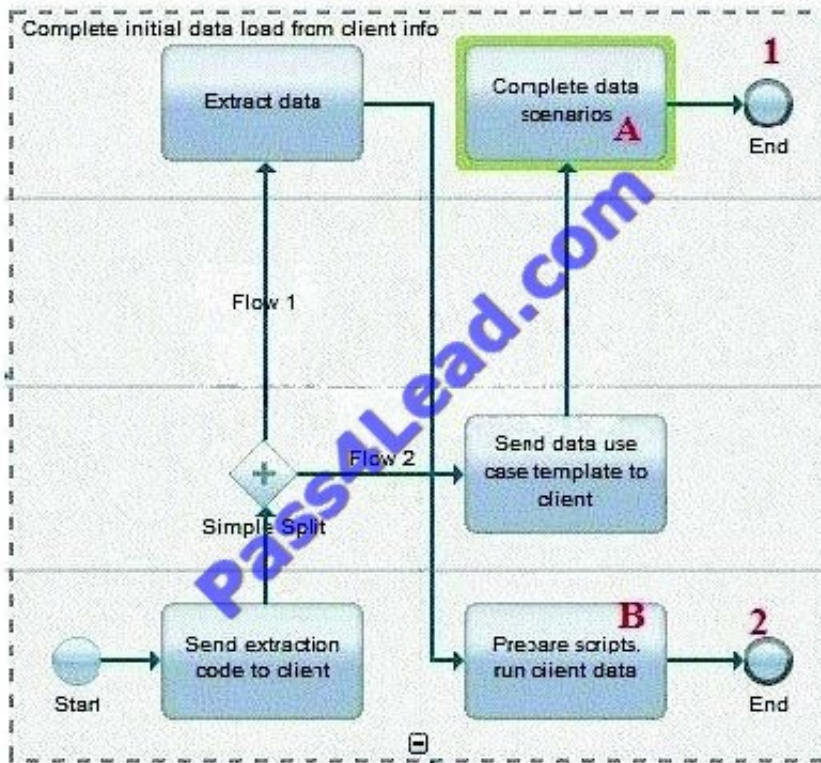 Complete initial data load from client info
Extract data
Complete data
scenarios
A
1
End
Flow 1
Pass4Lead.com
Flow 2
Simple Split
Send data use
case template to
client
Start
Send extraction
code to client
B
Prepare scripts,
run client data
2
End